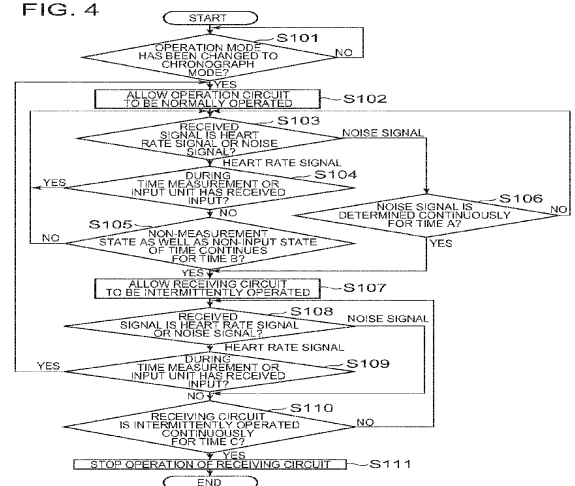 FIG. 4
START
S101
OPERATION MODE
HAS BEEN CHANGED TO
CHRONOGRAPH
MODE?
NO
YES
ALLOW OPERATION CIRCUIT
TO BE NORMALLY OPERATED
S102
S103
RECEIVED
SIGNAL IS HEART
RATE SIGNAL OR NOISE
SIGNAL?
NOISE SIGNAL
HEART RATE SIGNAL
S104
DURING
TIME MEASUREMENT OR
INPUT UNIT HAS RECEIVED
INPUT?
YES
NO
S105
NON-MEASUREMENT
STATE AS WELL AS NON-INPUT STATE
OF TIME CONTINUES
FOR TIME B?
NO
YES
S106
NOISE SIGNAL IS
DETERMINED CONTINUOUSLY
FOR TIME A?
NO
YES
ALLOW RECEIVING CIRCUIT
TO BE INTERMITTENTLY OPERATED
S107
S108
RECEIVED
SIGNAL IS HEART RATE SIGNAL
OR NOISE SIGNAL?
NOISE SIGNAL
HEART RATE SIGNAL
S109
DURING
TIME MEASUREMENT OR
INPUT UNIT HAS RECEIVED
INPUT?
YES
NO
S110
RECEIVING CIRCUIT
IS INTERMITTENTLY OPERATED
CONTINUOUSLY
FOR TIME C?
NO
YES
STOP OPERATION OF RECEIVING CIRCUIT
S111
END